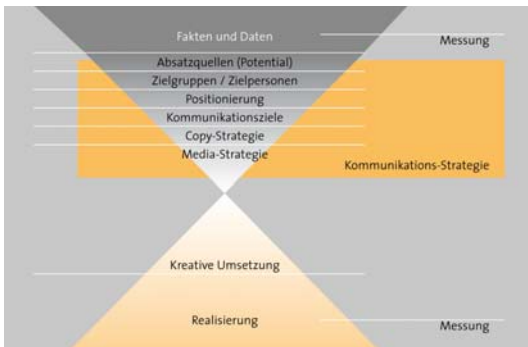 Fakten und Daten
Messung
Absatzquellen (Potential)
Zielgruppen / Zielpersonen
Positionierung
Kommunikationsziele
Copy-Strategie
Media-Strategie
Kommunikations-Strategie
Kreative Umsetzung
Realisierung
Messung